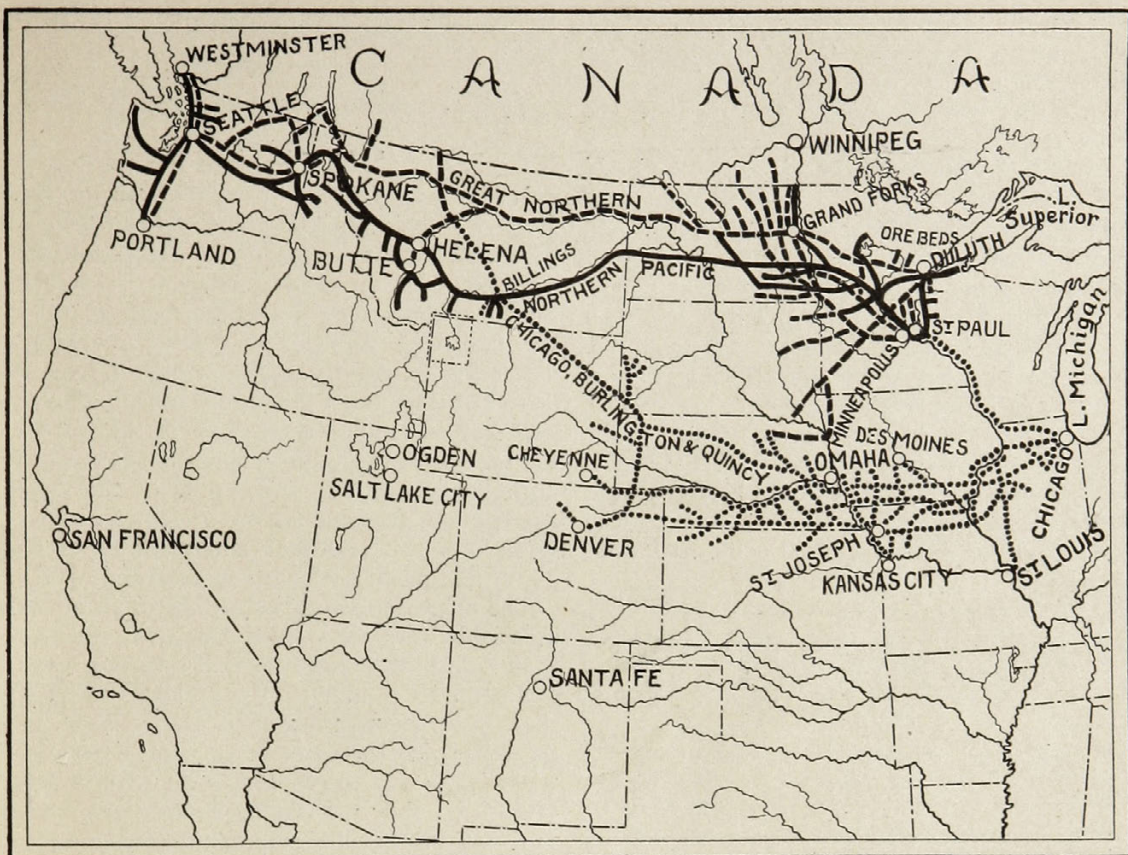 WESTMINSTER
CANADA
SEATTLE
WINNIPEG
SPOKANE
GREAT NORTHERN
GRAND FORKS
L. Superior
PORTLAND
HELENA
ORE BEDS
DULUTH
BUTTE
BILLINGS
NORTHERN PACIFIC
ST PAUL
MINNEAPOLIS
L. Michigan
CHICAGO, BURLINGTON & QUINCY
OGDEN
CHEYENNE
DES MOINES
OMAHA
SALT LAKE CITY
CHICAGO
SAN FRANCISCO
DENVER
ST JOSEPH
KANSAS CITY
ST LOUIS
SANTA FE